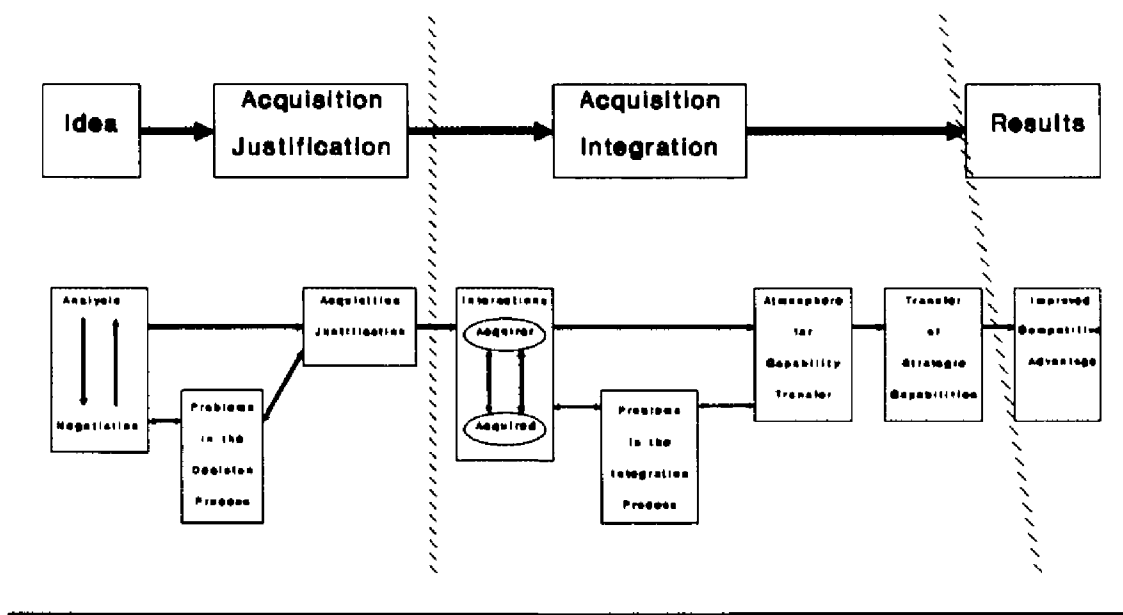 Idea
Acquisition
Justification
Acquisition
Integration
Results
Analysis
Negotiation
Problems
in the
Decision
Process
Acquisition
Justification
Interactions
Acquirer
Acquired
Problems
in the
Integration
Process
Atmosphere
for
Capability
Transfer
Transfer
of
Strategic
Capabilities
Improved
Competitive
Advantage